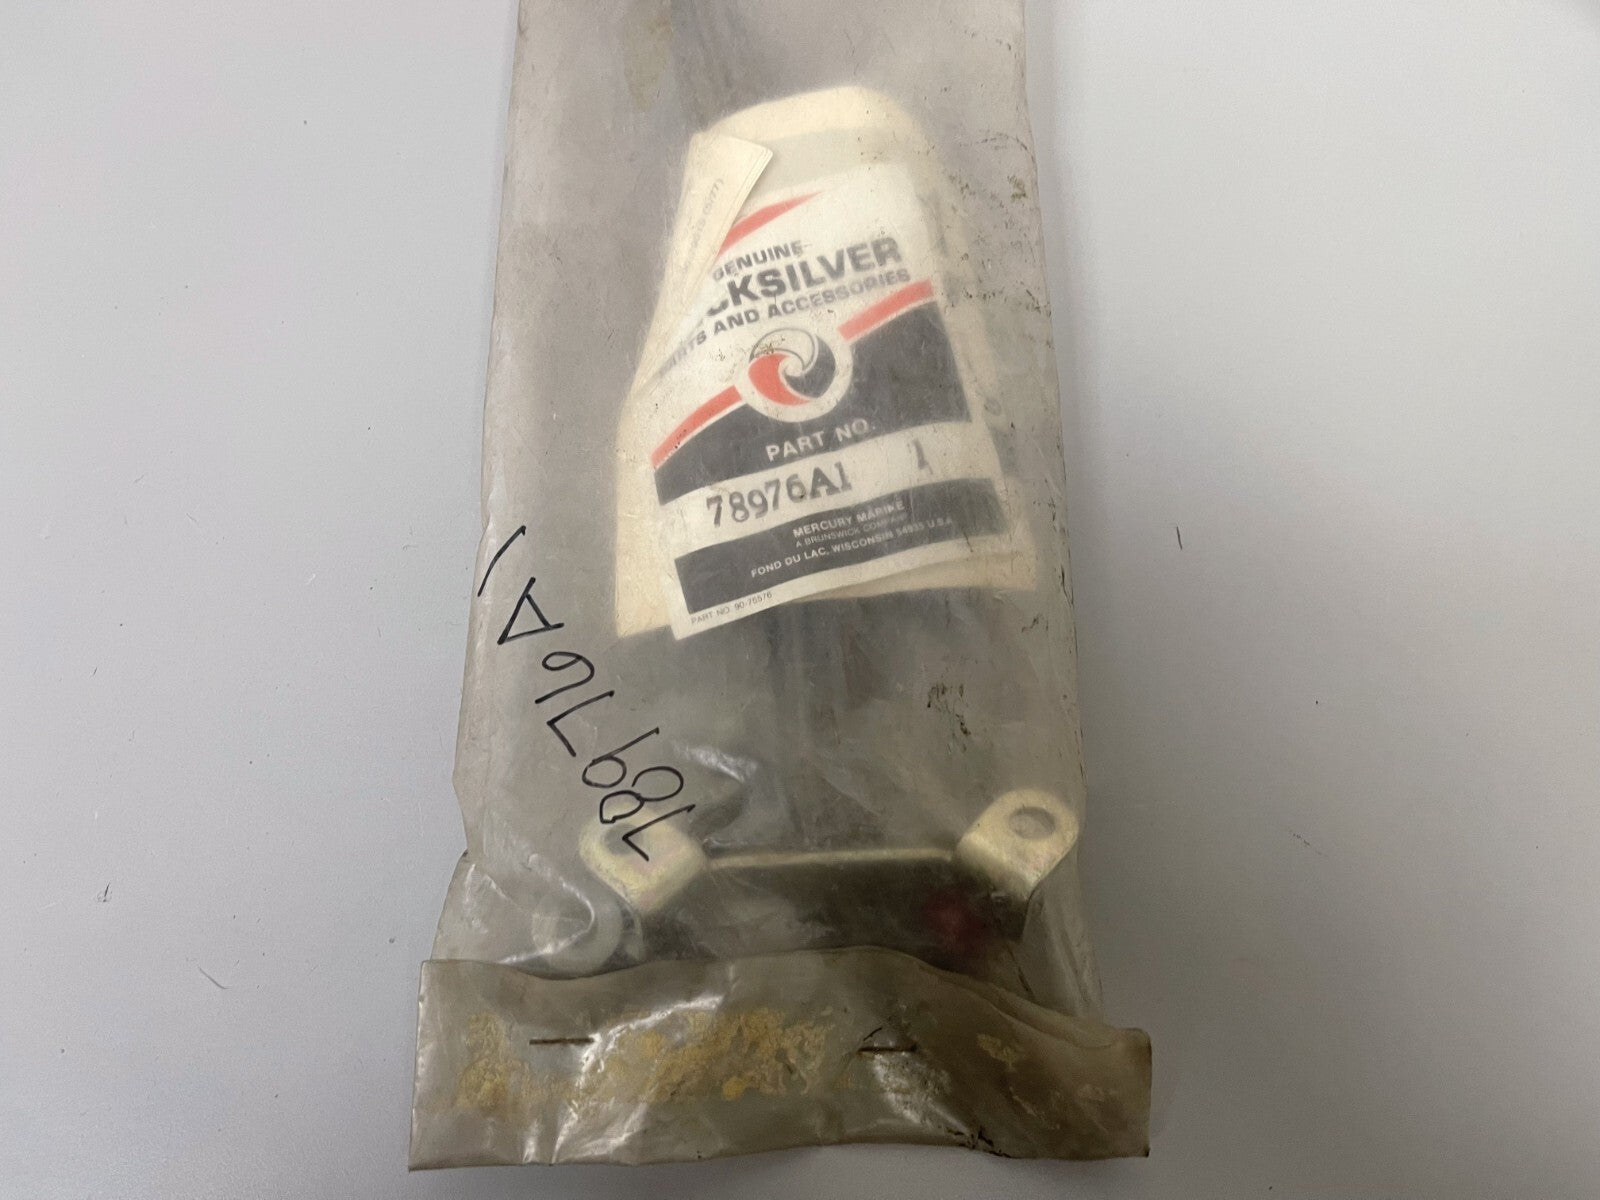 GENUINE
CKSILVER
RTS AND ACCESSORIES
PART NO.
78976A1 1
MERCURY MARINE
A BRUNSWICK COMPANY
FOND DU LAC, WISCONSIN 54935 U.S.A.
PART NO. 90-75576
78976A1